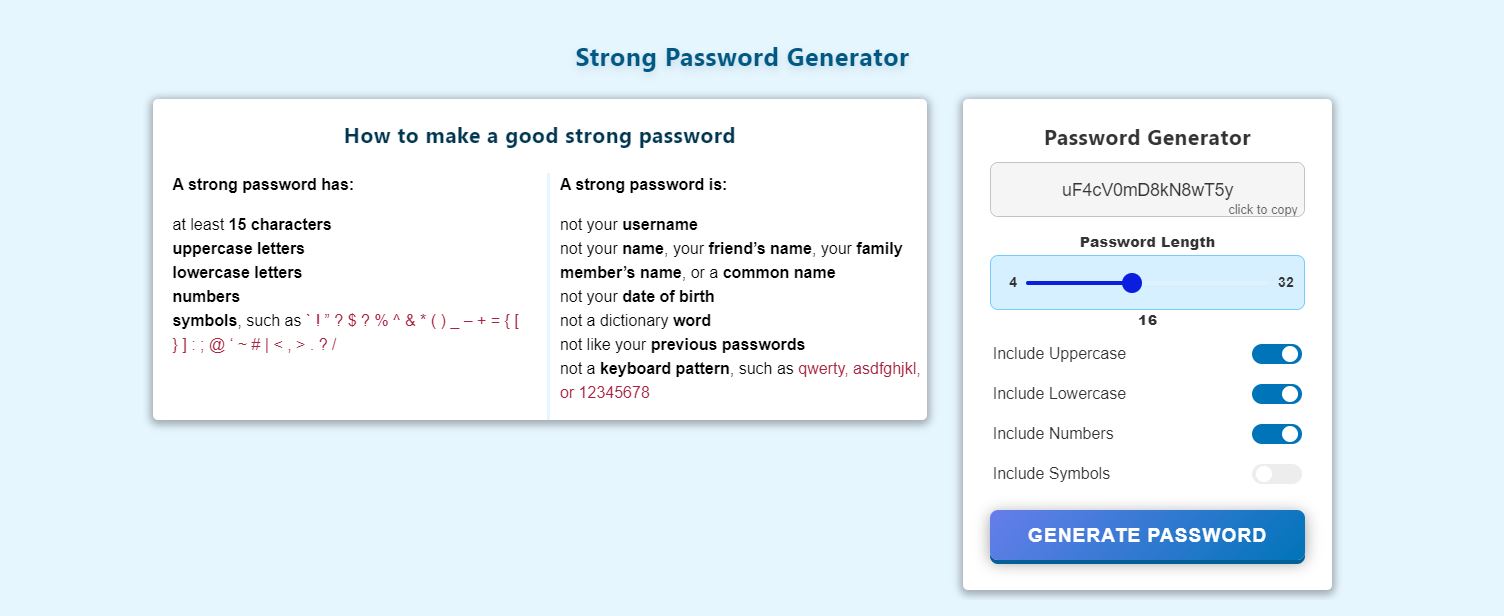 Strong Password Generator
How to make a good strong password
A strong password has:
at least 15 characters
uppercase letters
lowercase letters
numbers
symbols, such as ` ! ” ? $ ? % ^ & * ( ) _ – + = { [
} ] : ; @ ‘ ~ # | < , > . ? /
A strong password is:
not your username
not your name, your friend’s name, your family
member’s name, or a common name
not your date of birth
not a dictionary word
not like your previous passwords
not a keyboard pattern, such as qwerty, asdfghjkl,
or 12345678
Password Generator
uF4cV0mD8kN8wT5y
click to copy
Password Length
4 32
16
Include Uppercase
Include Lowercase
Include Numbers
Include Symbols
GENERATE PASSWORD